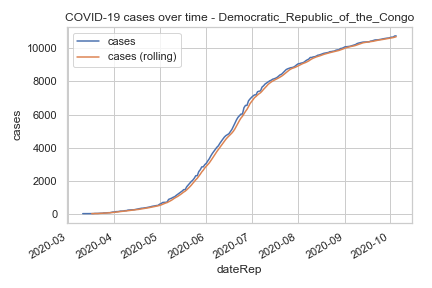 COVID-19 cases over time - Democratic_Republic_of_the_Congo
cases
cases (rolling)
10000
8000
6000
4000
2000
0
cases
2020-03
2020-04
2020-05
2020-06
2020-07
2020-08
2020-09
2020-10
dateRep